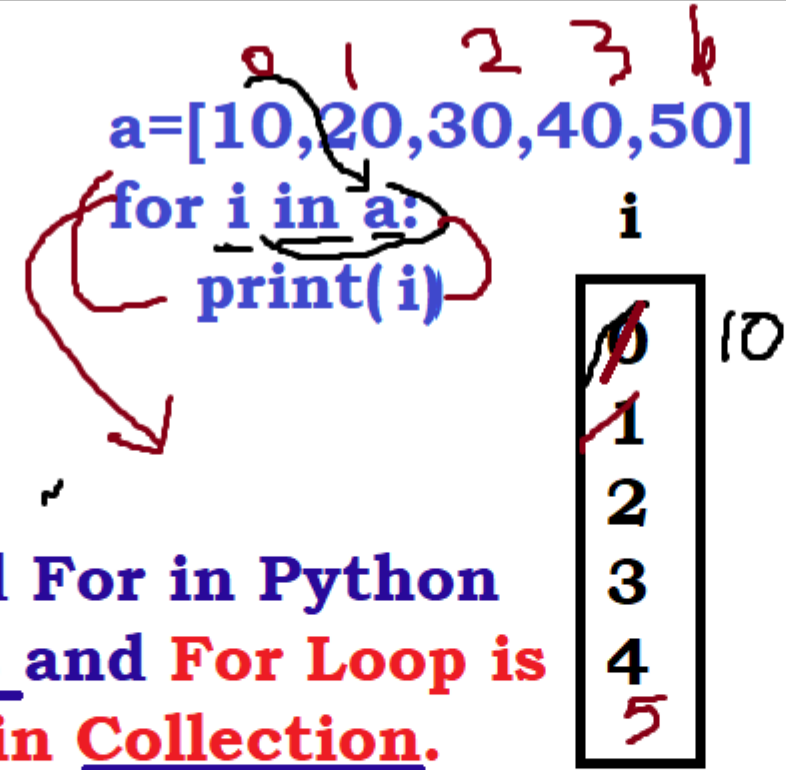 0 1 2 3
a=[10,20,30,40,50]
for i in a:
print(i)
i
0 10
1
2
3
4
5
For in Python
and For Loop is
in Collection.